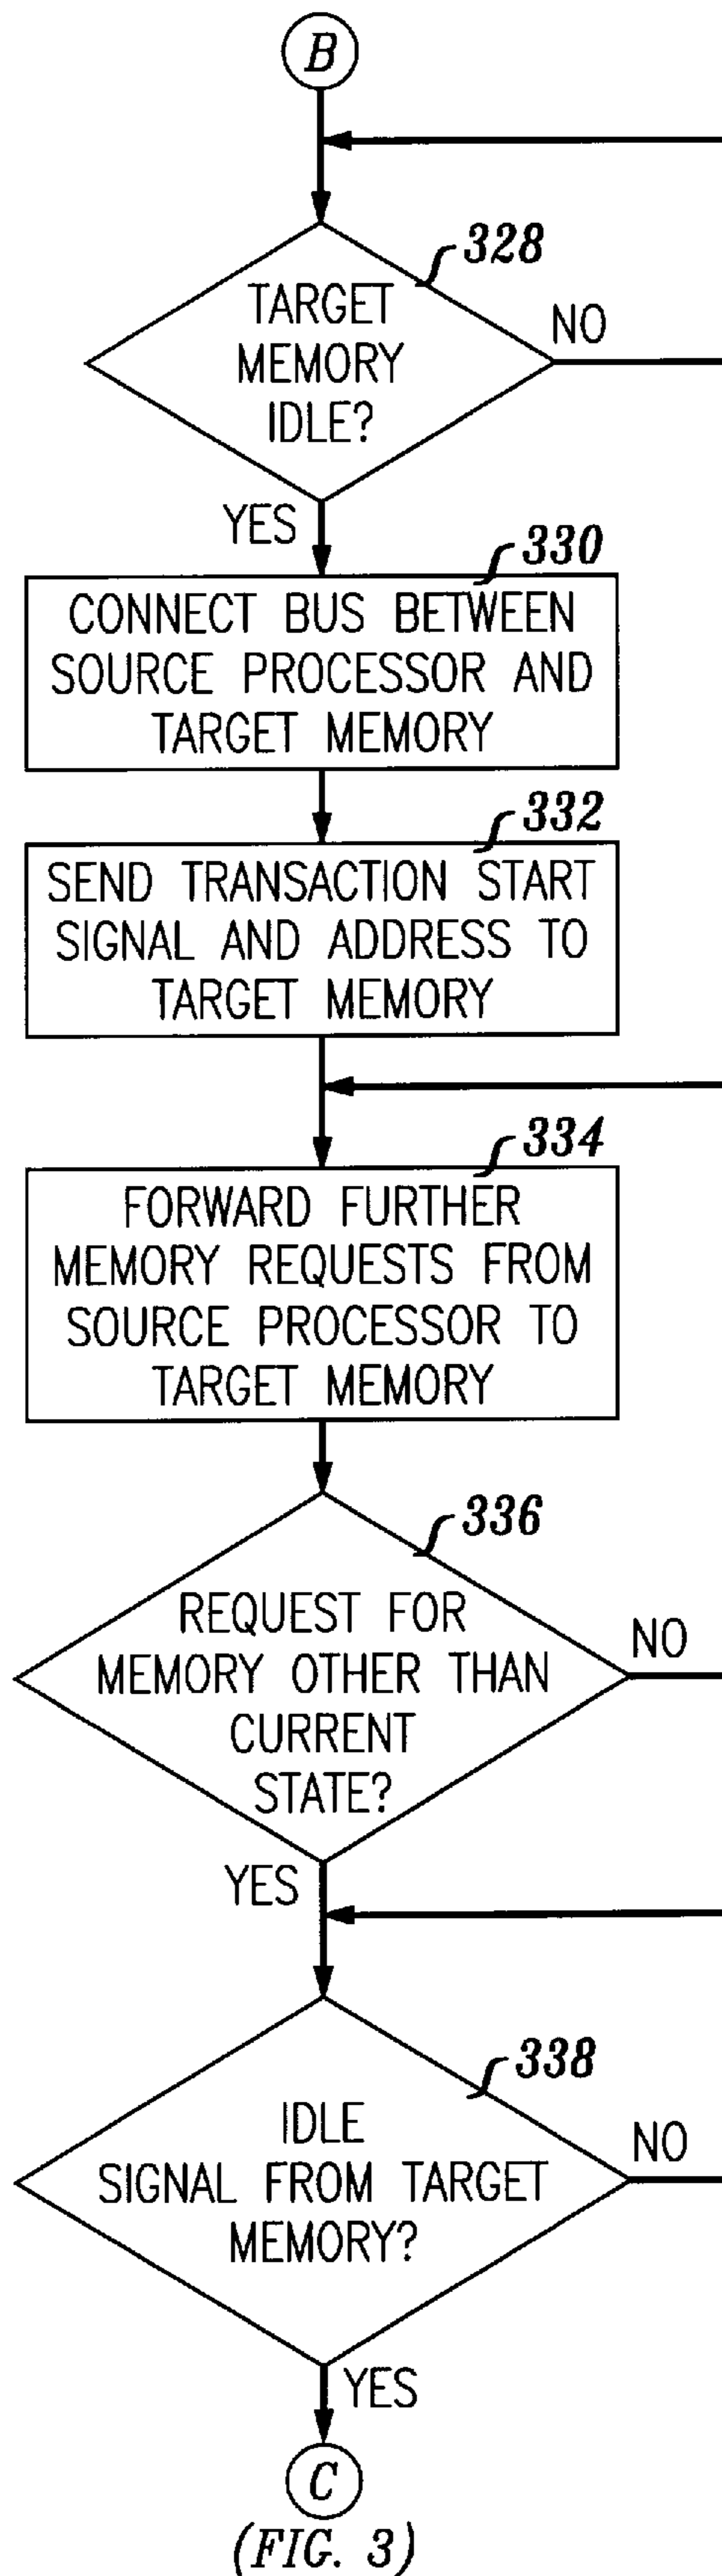 B
328
TARGET
MEMORY
IDLE?
NO
YES
330
CONNECT BUS BETWEEN
SOURCE PROCESSOR AND
TARGET MEMORY
332
SEND TRANSACTION START
SIGNAL AND ADDRESS TO
TARGET MEMORY
334
FORWARD FURTHER
MEMORY REQUESTS FROM
SOURCE PROCESSOR TO
TARGET MEMORY
336
REQUEST FOR
MEMORY OTHER THAN
CURRENT
STATE?
NO
YES
338
IDLE
SIGNAL FROM TARGET
MEMORY?
NO
YES
C
(FIG. 3)